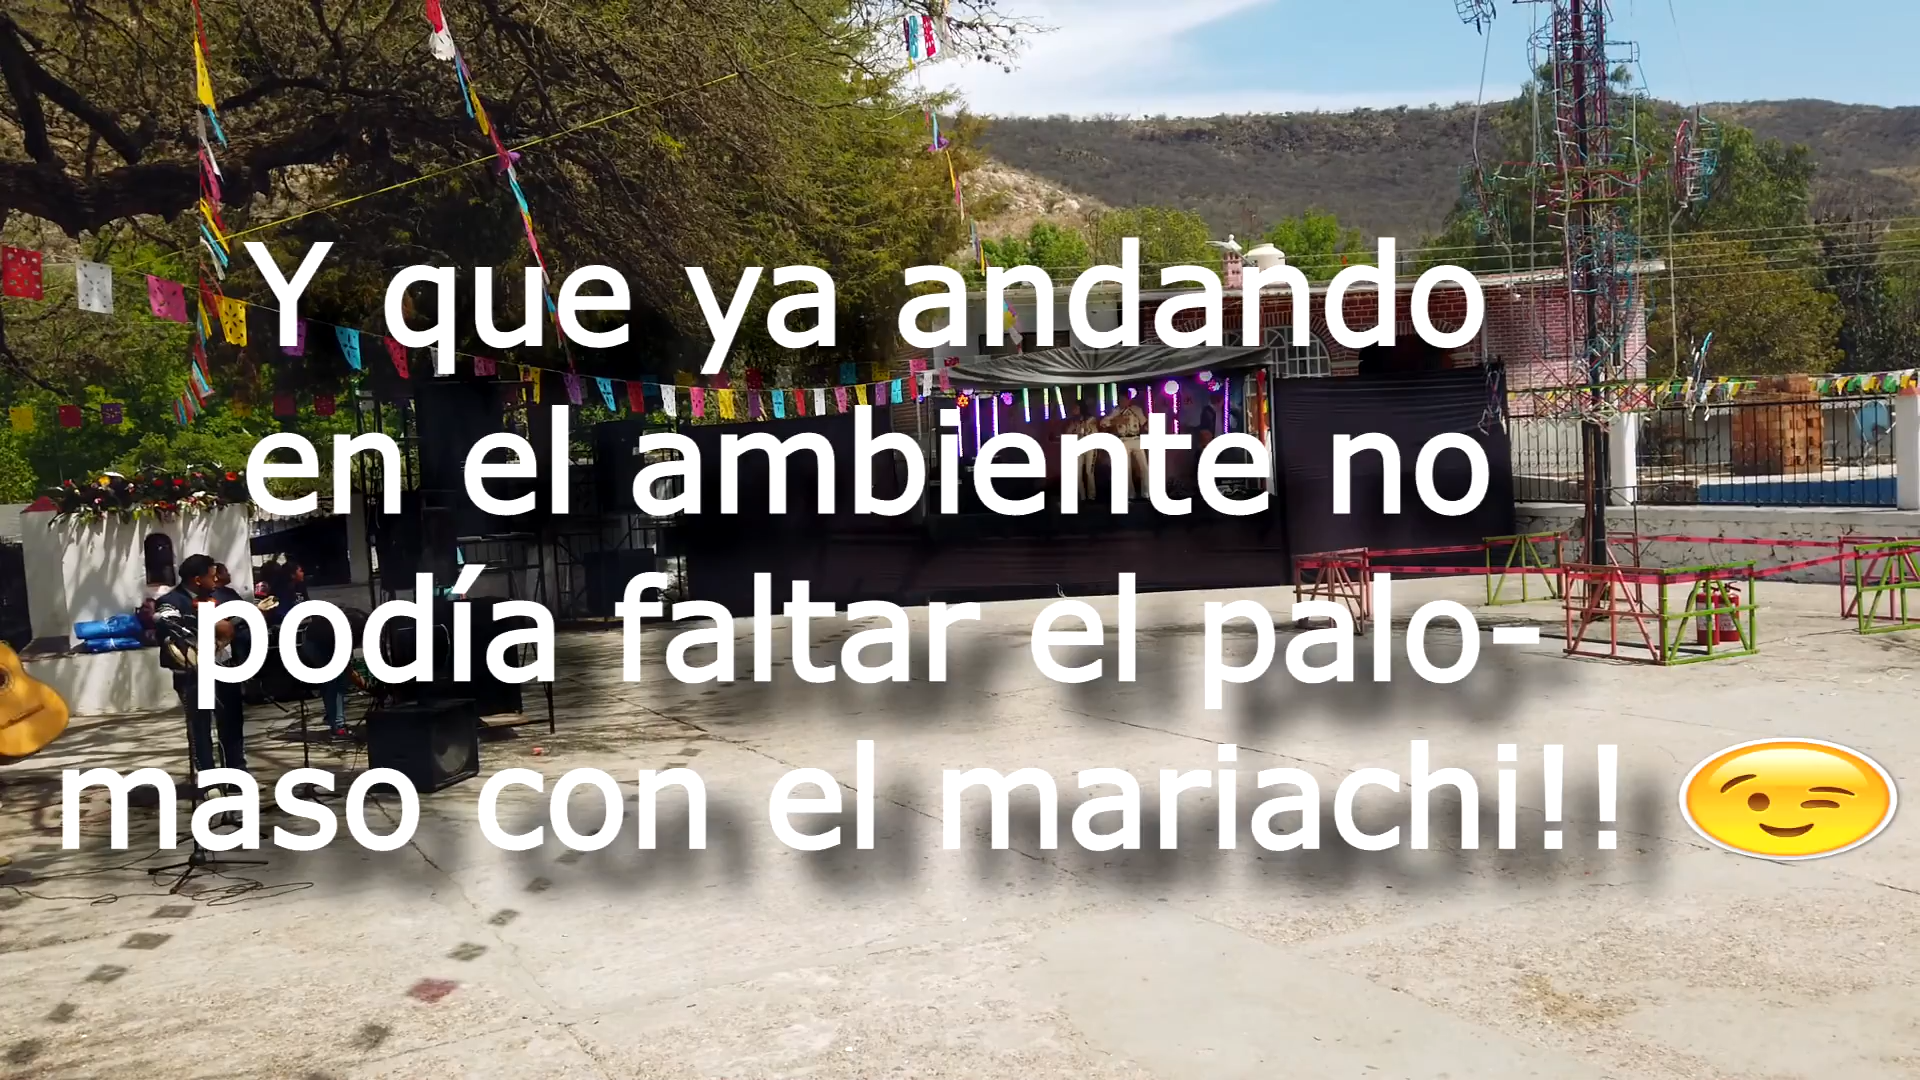 Y que ya andando
en el ambiente no
podía faltar el palo-
maso con el mariachi!! 😉